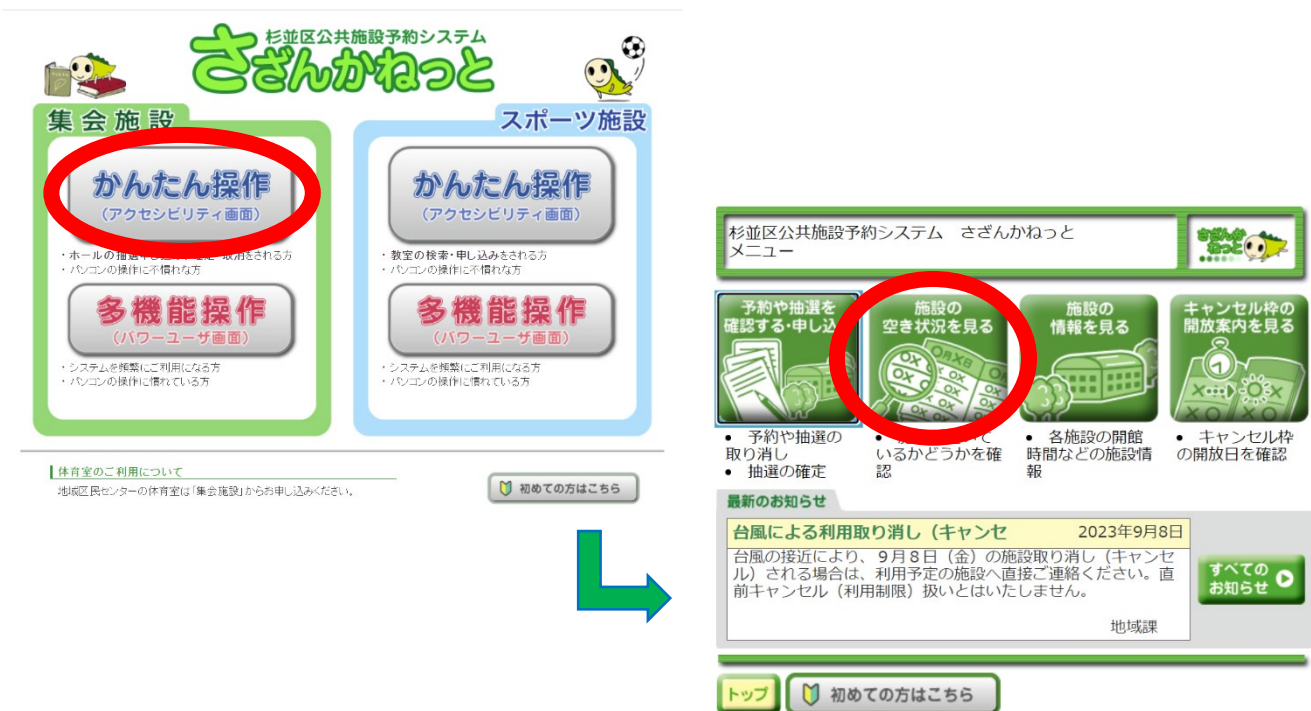 杉並区公共施設予約システム
さざんかねっと
集会施設
スポーツ施設
かんたん操作
(アクセシビリティ画面)
・ホールの抽選
取消をされる方
・パソコンの操作に不慣れな方
多機能操作
(パワーユーザ画面)
・システムを頻繁にご利用になる方
・パソコンの操作に慣れている方
かんたん操作
(アクセシビリティ画面)
・教室の検索・申し込みをされる方
・パソコンの操作に不慣れな方
多機能操作
(パワーユーザ画面)
・システムを頻繁にご利用になる方
・パソコンの操作に慣れている方
体育室のご利用について
地域区民センターの体育室は「集会施設」からお申し込みください。
初めての方はこちら
杉並区公共施設予約システム さざんかねっと
メニュー
さざんか
ねっと
予約や抽選を
確認する・申し込
施設の
空き状況を見る
施設の
情報を見る
キャンセル枠の
開放案内を見る
• 予約や抽選の
取り消し
• 抽選の確定
いるかどうかを確
認
• 各施設の開館
時間などの施設情
報
• キャンセル枠
の開放日を確認
最新のお知らせ
台風による利用取り消し（キャンセ 2023年9月8日
台風の接近により、９月８日（金）の施設取り消し（キャンセ
ル）される場合は、利用予定の施設へ直接ご連絡ください。直
前キャンセル（利用制限）扱いとはいたしません。
地域課
すべての
お知らせ
トップ
初めての方はこちら